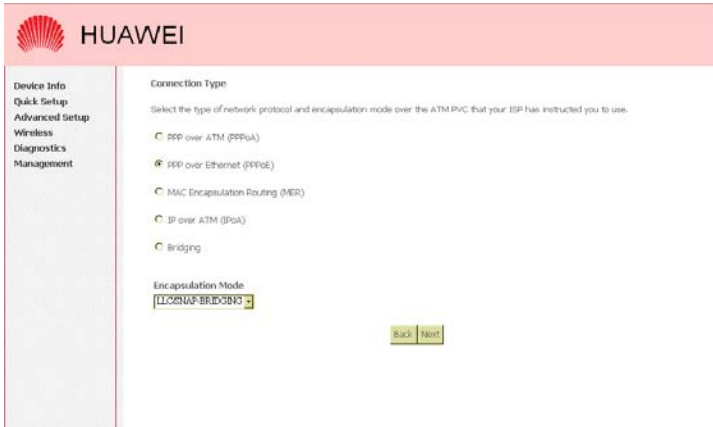 HUAWEI
Device Info
Quick Setup
Advanced Setup
Wireless
Diagnostics
Management
Connection Type
Select the type of network protocol and encapsulation mode over the ATM PVC that your ISP has instructed you to use.
PPP over ATM (PPPoA)
PPP over Ethernet (PPPoE)
MAC Encapsulation Routing (MER)
IP over ATM (IPoA)
Bridging
Encapsulation Mode
LLC/SNAP-BRIDGING
Back Next